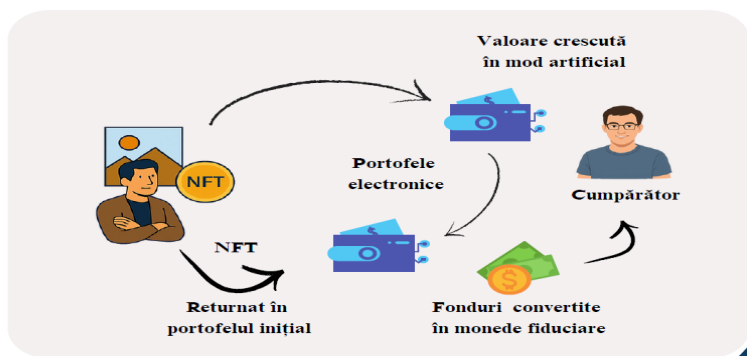 Valoare crescută
în mod artificial
NFT
Portofele
electronice
Cumpărător
NFT
Returnat în
portofelul inițial
Fonduri convertite
în monede fiduciare